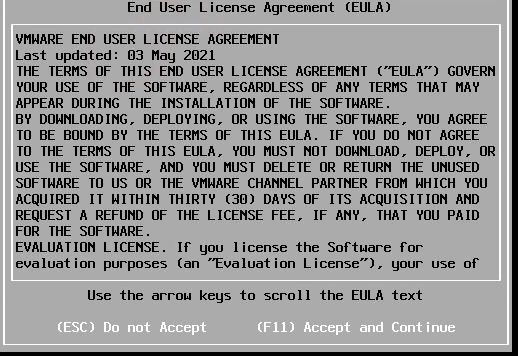 End User License Agreement (EULA)
VMWARE END USER LICENSE AGREEMENT
Last updated: 03 May 2021
THE TERMS OF THIS END USER LICENSE AGREEMENT ("EULA") GOVERN
YOUR USE OF THE SOFTWARE, REGARDLESS OF ANY TERMS THAT MAY
APPEAR DURING THE INSTALLATION OF THE SOFTWARE.
BY DOWNLOADING, DEPLOYING, OR USING THE SOFTWARE, YOU AGREE
TO BE BOUND BY THE TERMS OF THIS EULA. IF YOU DO NOT AGREE
TO THE TERMS OF THIS EULA, YOU MUST NOT DOWNLOAD, DEPLOY, OR
USE THE SOFTWARE, AND YOU MUST DELETE OR RETURN THE UNUSED
SOFTWARE TO US OR THE VMWARE CHANNEL PARTNER FROM WHICH YOU
ACQUIRED IT WITHIN THIRTY (30) DAYS OF ITS ACQUISITION AND
REQUEST A REFUND OF THE LICENSE FEE, IF ANY, THAT YOU PAID
FOR THE SOFTWARE.
EVALUATION LICENSE. If you license the Software for
evaluation purposes (an "Evaluation License"), your use of
Use the arrow keys to scroll the EULA text
(ESC) Do not Accept (F11) Accept and Continue